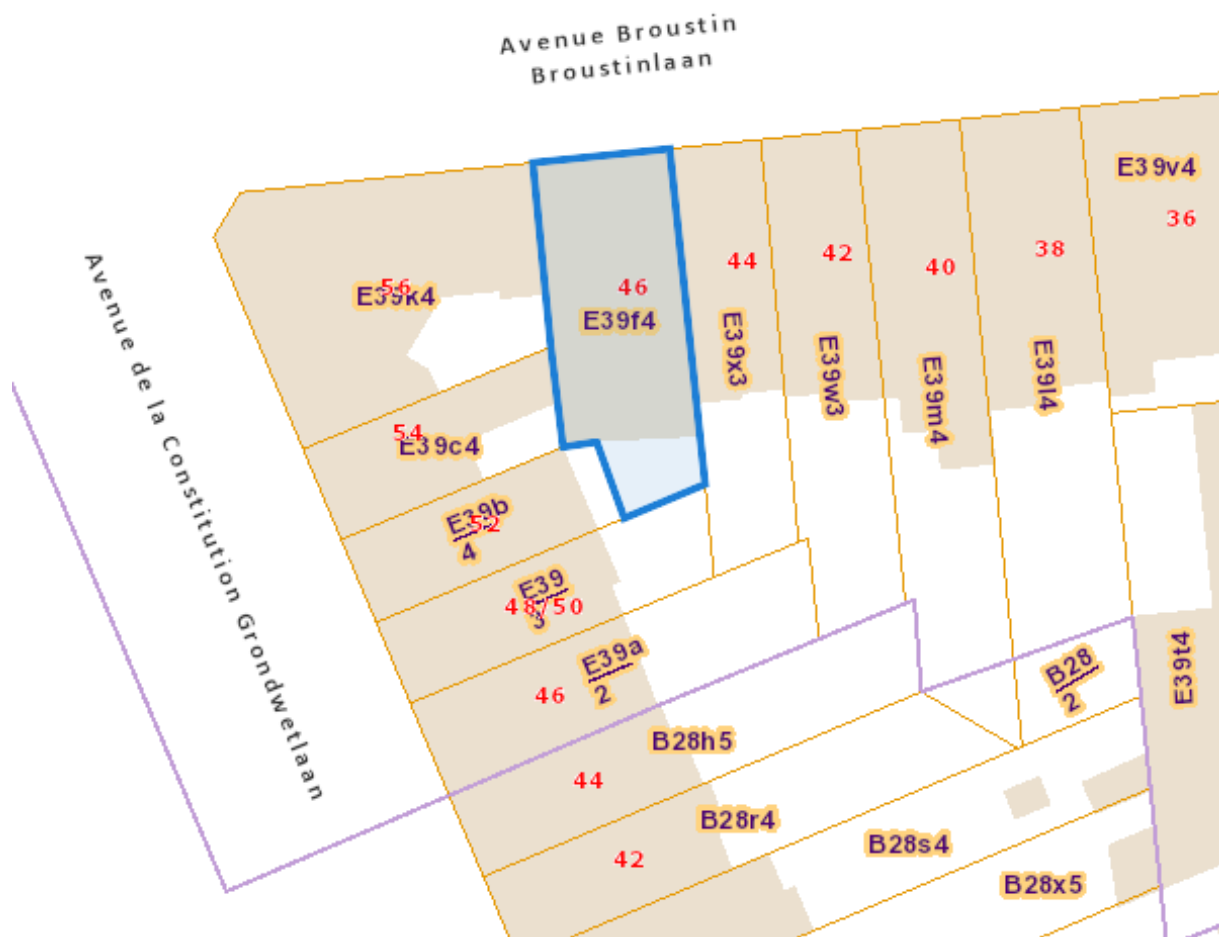 Avenue Broustin
Broustinlaan
E39v4
36
38
42
44
40
46
56
E39k4
E39f4
E39x3
E39w3
E39l4
E39m4
54
E39c4
E39b
52
4
E39
48/50
3
Avenue de la Constitution Grondwetlaan
E39a
2
46
B28
2
E39t4
B28h5
44
B28r4
B28s4
42
B28x5